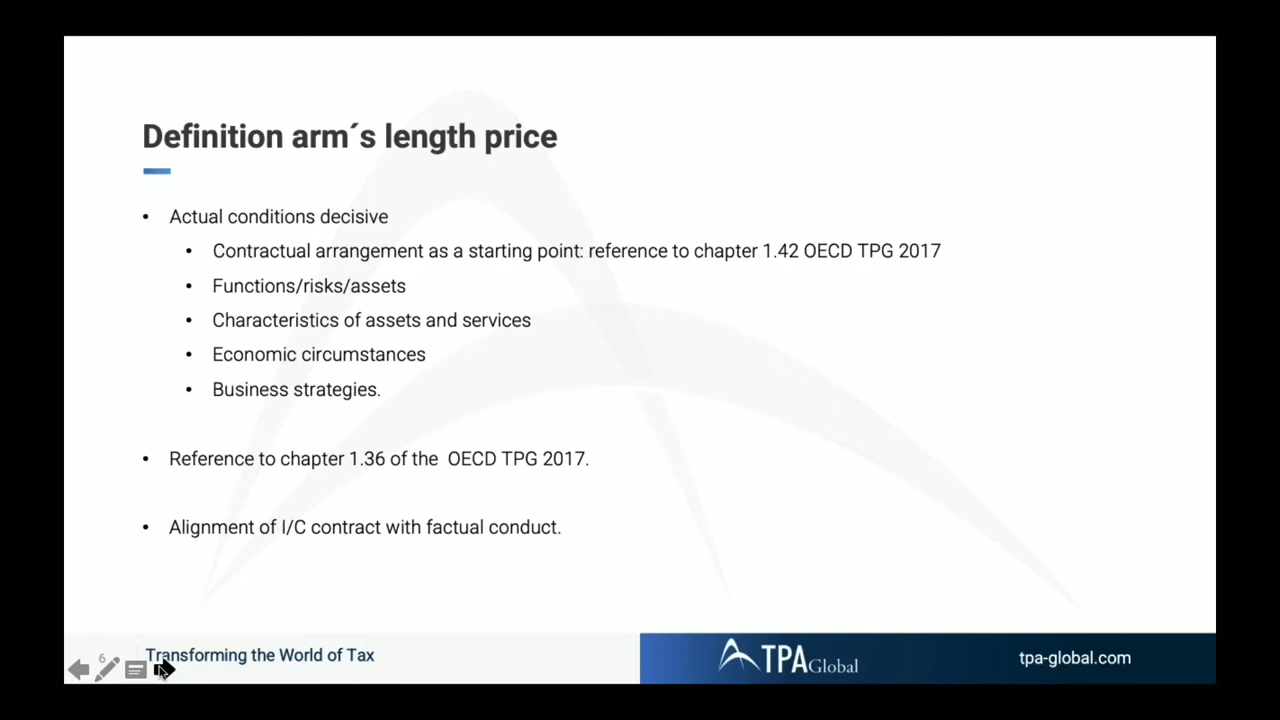 Definition arm´s length price
• Actual conditions decisive
• Contractual arrangement as a starting point: reference to chapter 1.42 OECD TPG 2017
• Functions/risks/assets
• Characteristics of assets and services
• Economic circumstances
• Business strategies.
• Reference to chapter 1.36 of the  OECD TPG 2017.
• Alignment of I/C contract with factual conduct.
6
Transforming the World of Tax
TPA Global
tpa-global.com